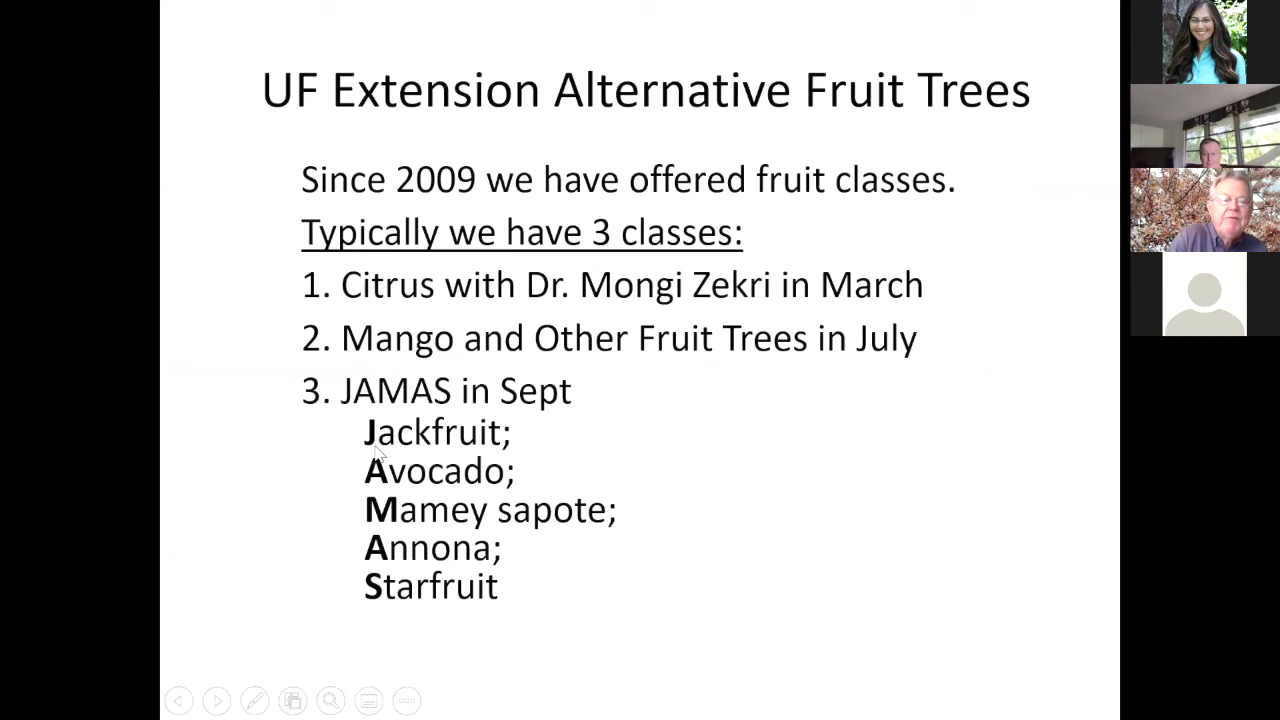 UF Extension Alternative Fruit Trees
Since 2009 we have offered fruit classes.
Typically we have 3 classes:
1. Citrus with Dr. Mongi Zekri in March
2. Mango and Other Fruit Trees in July
3. JAMAS in Sept
Jackfruit;
Avocado;
Mamey sapote;
Annona;
Starfruit